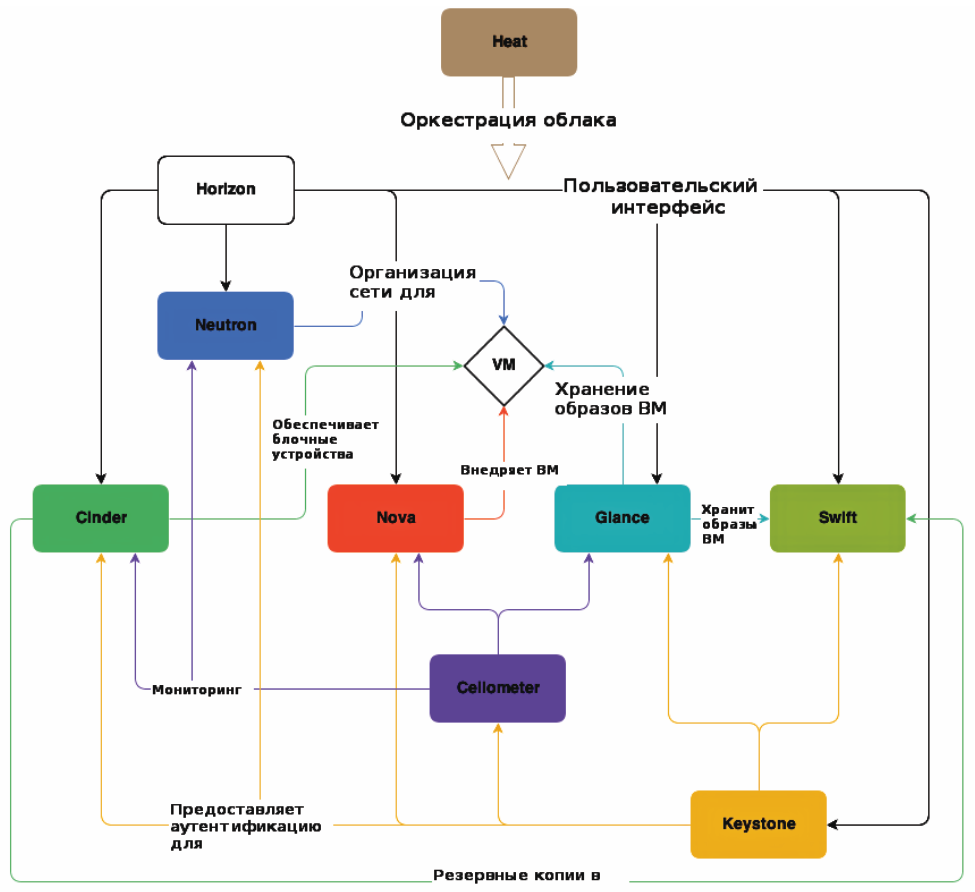 Heat
Оркестрация облака
Horizon
Пользовательский
интерфейс
Организация
сети для
Neutron
VM
Хранение
образов ВМ
Обеспечивает
блочные
устройства
Внедряет ВМ
Cinder
Nova
Glance
Хранит
образы
ВМ
Swift
Мониторинг
Cellometer
Предоставляет
аутентификацию
для
Keystone
Резервные копии в